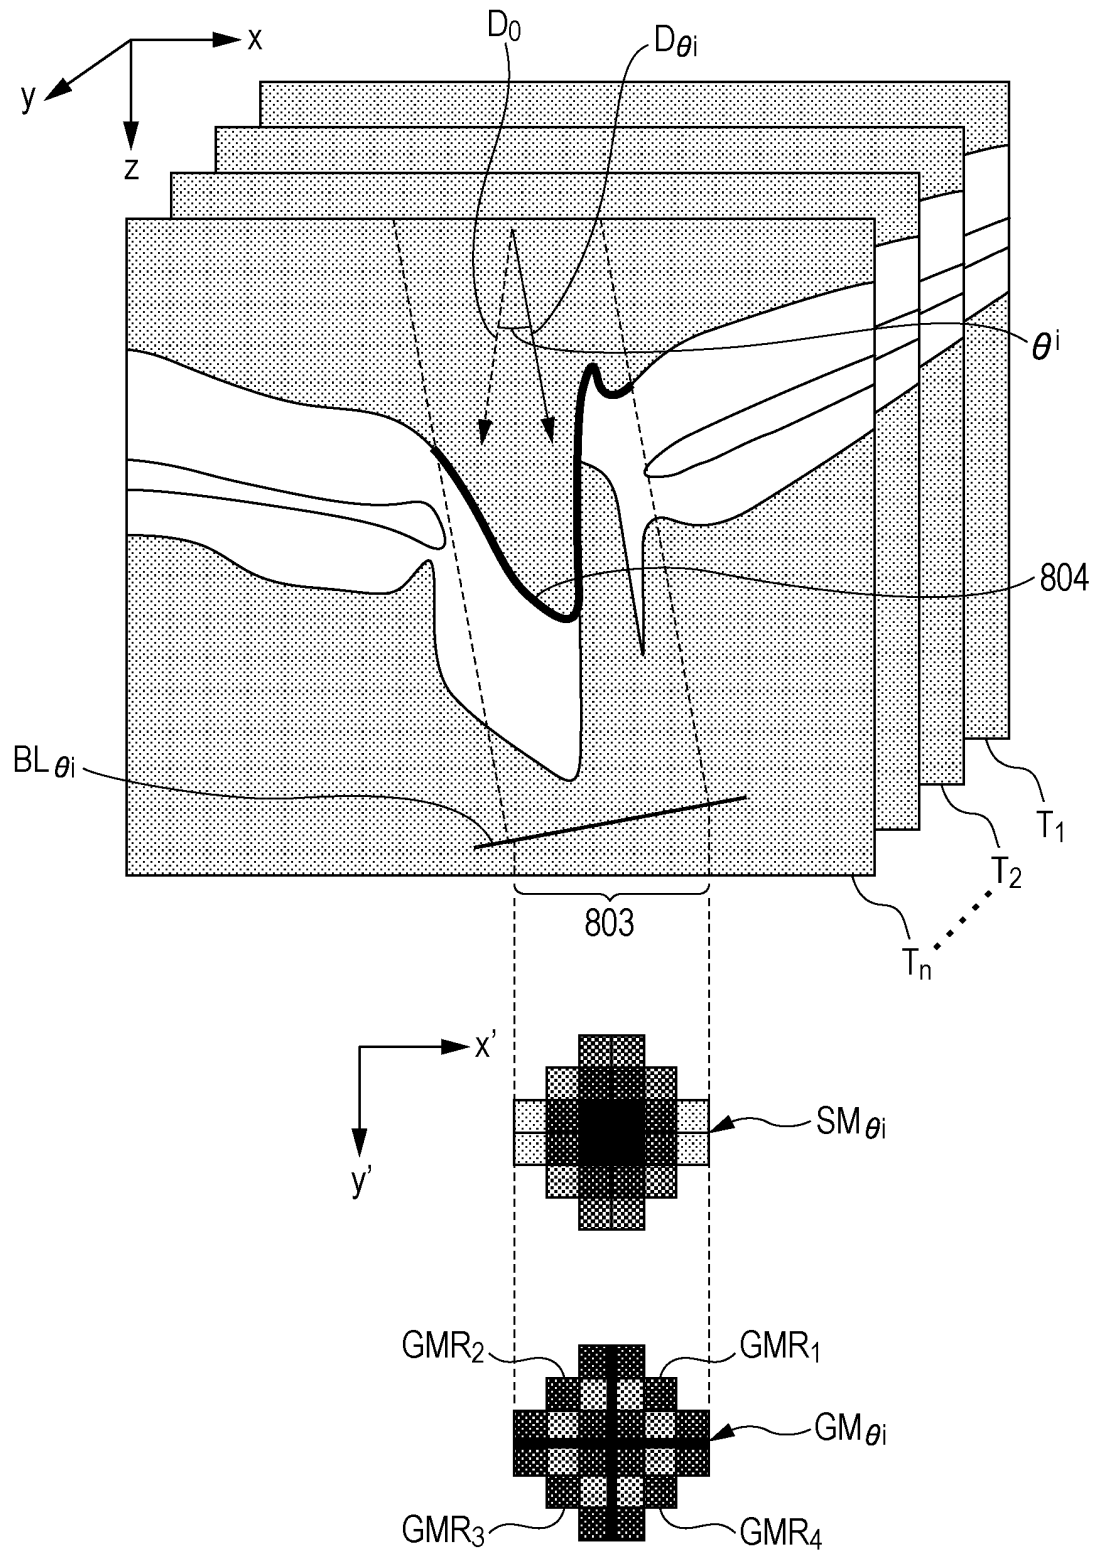 D₀
Dθi
x
y
z
θi
804
BLθi
T₁
T₂
Tn
803
x’
y’
SMθi
GMR₂
GMR₁
GMθi
GMR₃
GMR₄